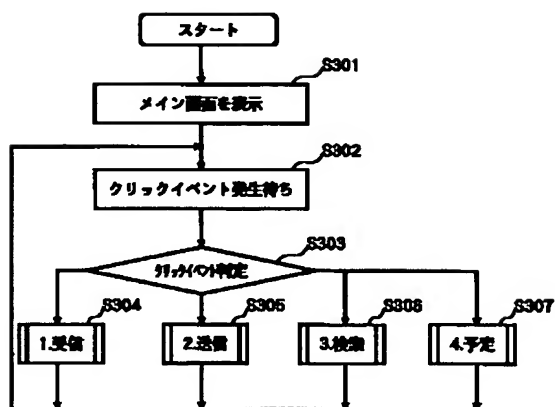 スタート
S301
メイン画面を表示
S302
クリックイベント発生待ち
S303
クリックイベント判定
S304
1.受信
S305
2.送信
S306
3.検索
S307
4.予定